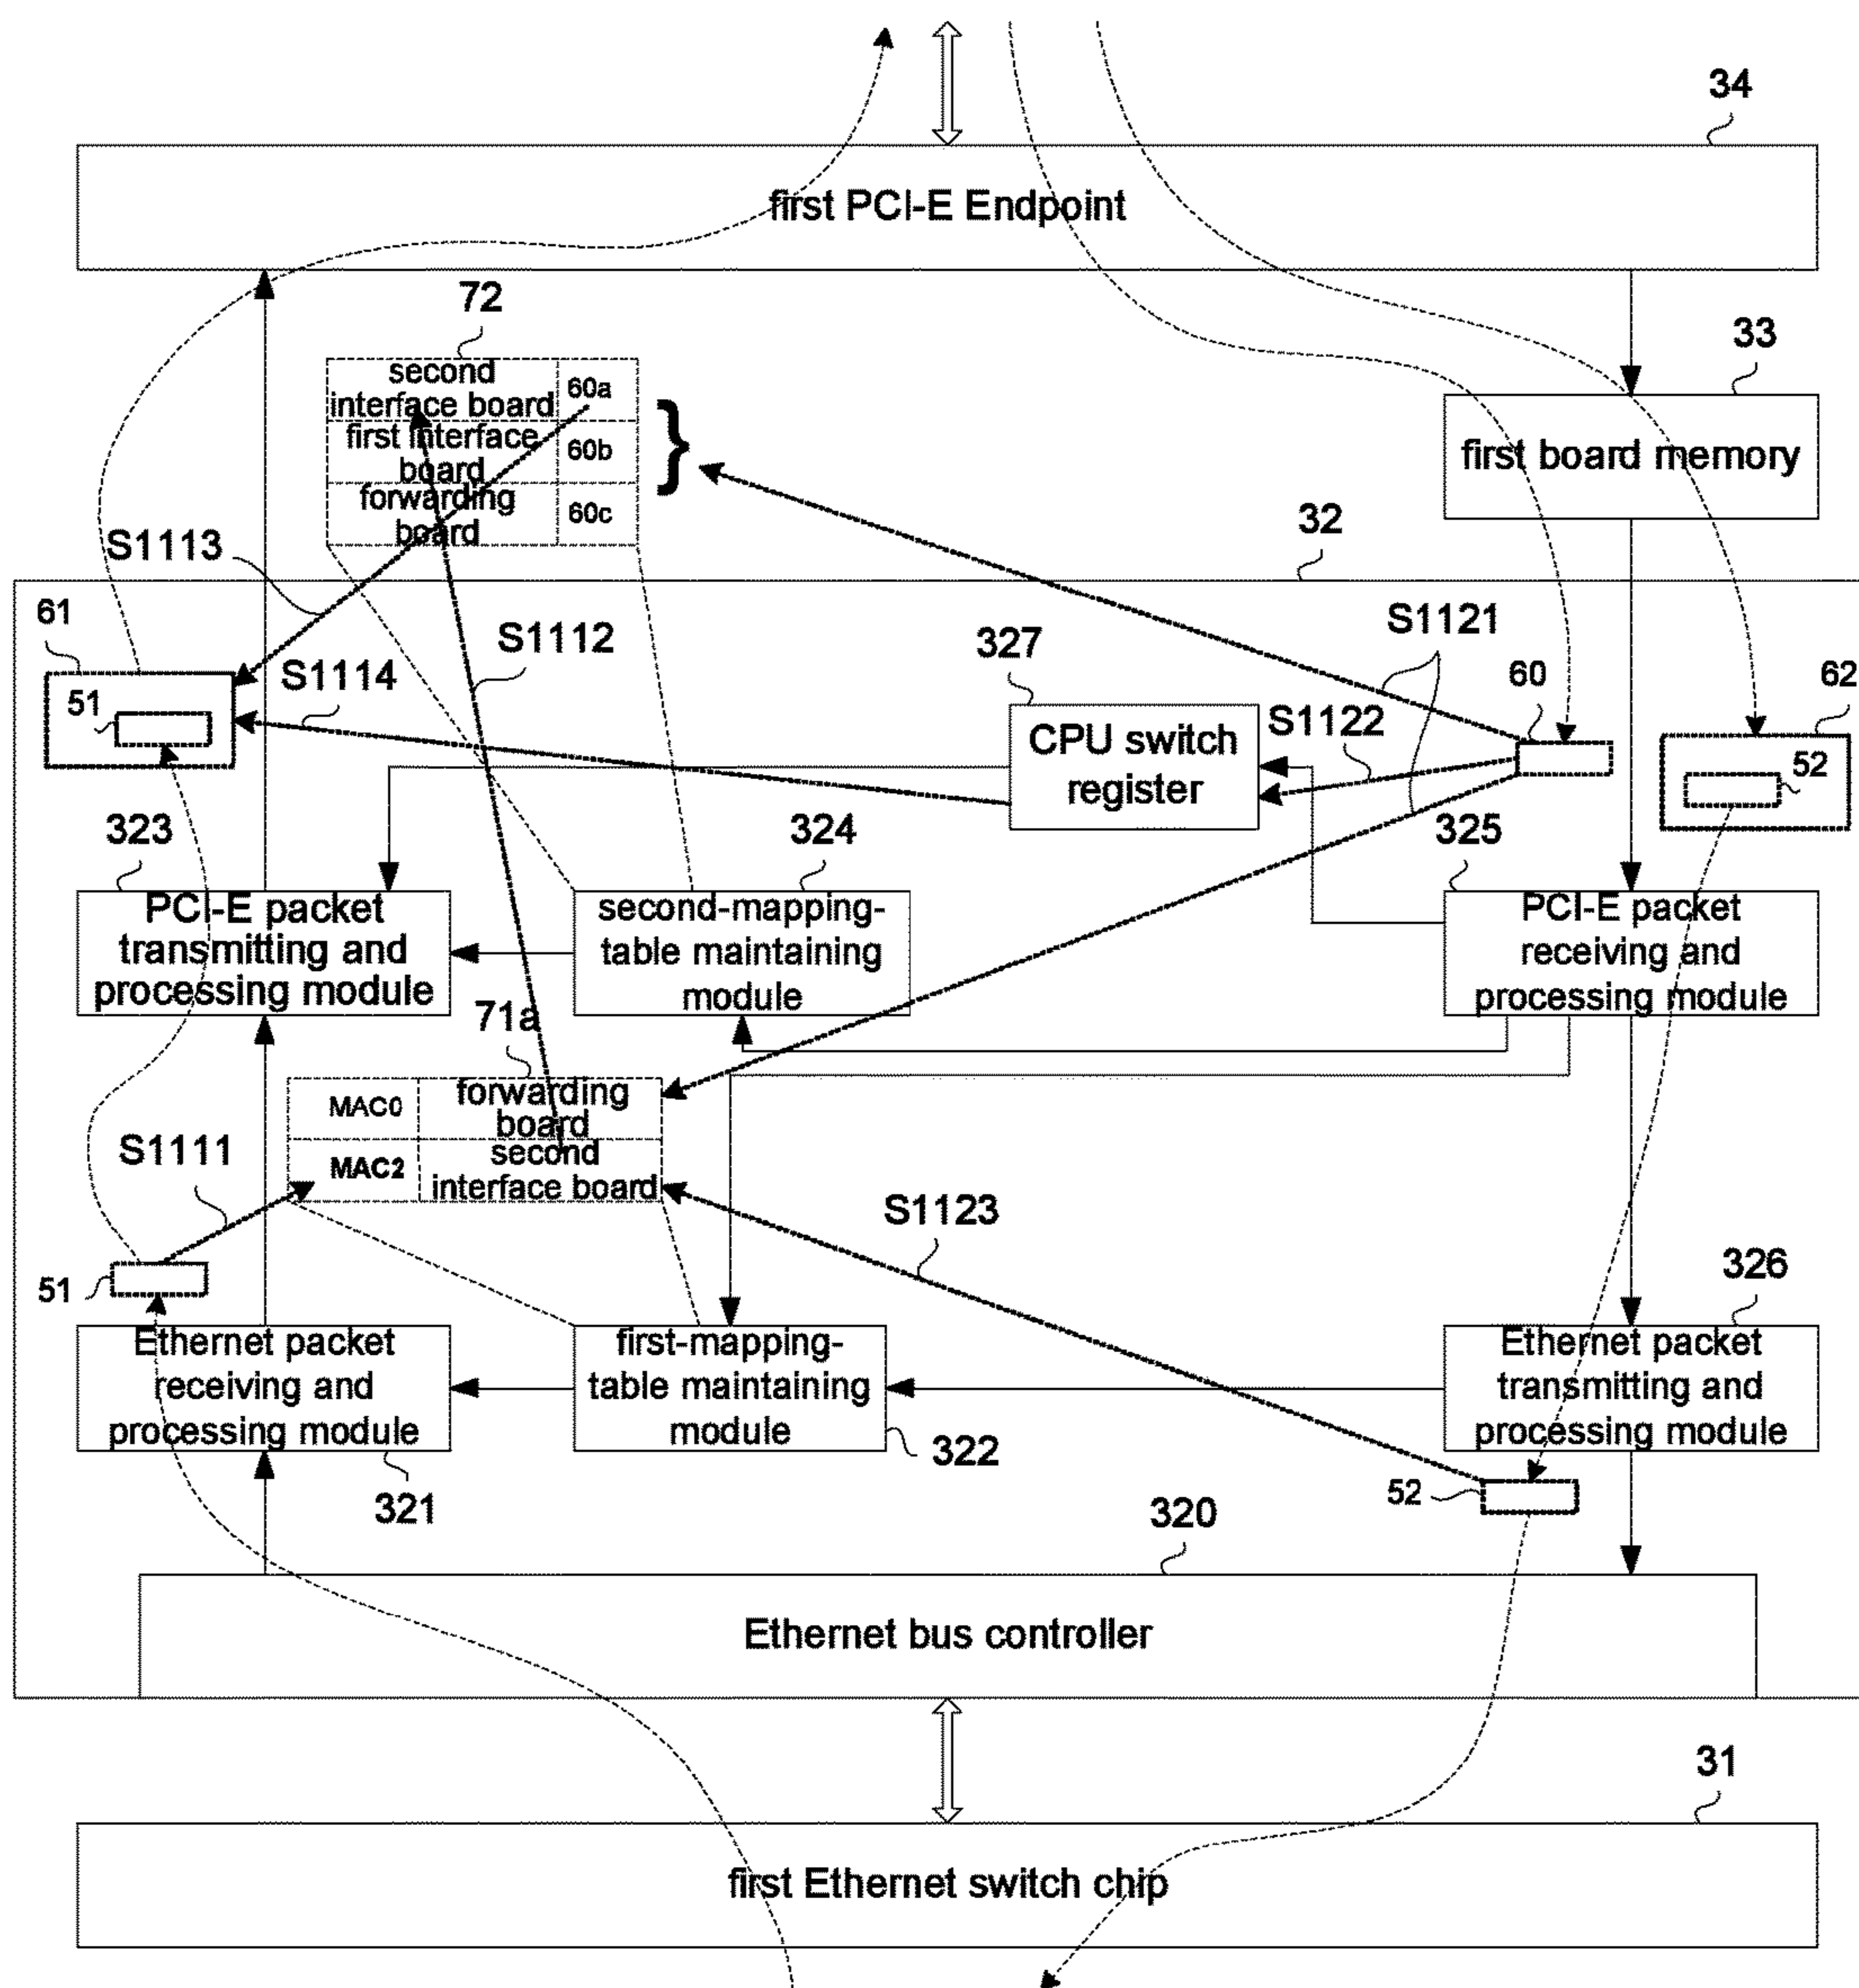 34
first PCI-E Endpoint
72
33
second
interface board
60a
first interface
board
60b
forwarding
board
60c
first board memory
S1113
32
61
S1112
S1121
327
60
62
S1114
51
CPU switch
register
S1122
52
323
324
325
PCI-E packet
transmitting and
processing module
second-mapping-
table maintaining
module
PCI-E packet
receiving and
processing module
71a
MAC0
forwarding
board
S1111
MAC2
second
interface board
S1123
51
326
Ethernet packet
receiving and
processing module
first-mapping-
table maintaining
module
Ethernet packet
transmitting and
processing module
322
321
52
320
Ethernet bus controller
31
first Ethernet switch chip